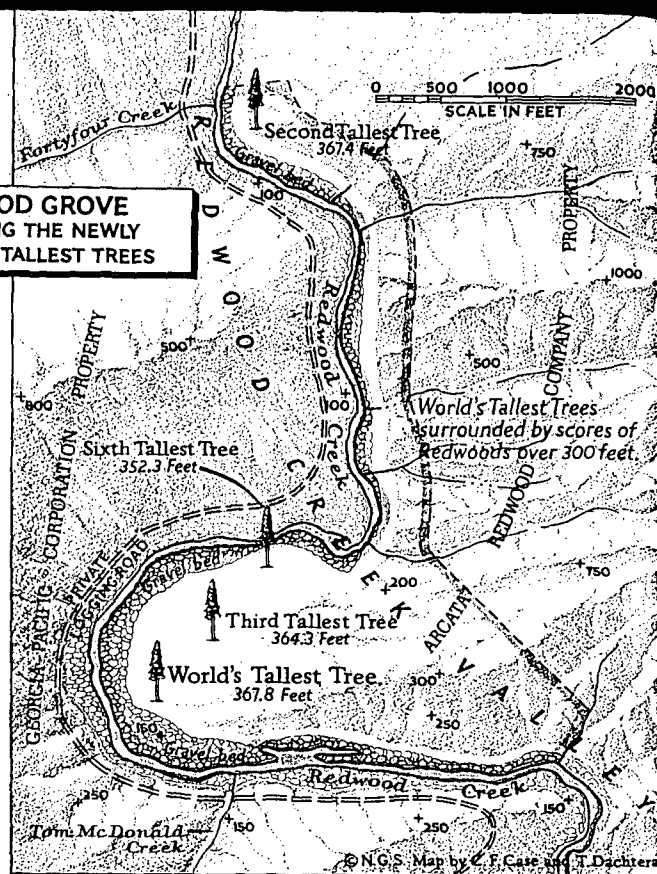 0 500 1000 2000
SCALE IN FEET
Fortyfour Creek
Second Tallest Tree
367.4 Feet
+750
Gravel bed
+100
OD GROVE
G THE NEWLY
TALLEST TREES
PROPERTY
+1000
REDWOOD CREEK VALLEY
Redwood Creek
500+
+500
COMPANY
+800
100+
World's Tallest Trees
surrounded by scores of
Redwoods over 300 feet.
Sixth Tallest Tree
352.3 Feet
REDWOOD
GEORGIA PACIFIC CORPORATION PROPERTY
PRIVATE
LOGGING ROAD
Gravel bed
+750
+200
ARCATA
Third Tallest Tree
364.3 Feet
World's Tallest Tree
367.8 Feet
300+
+250
Gravel bed
Redwood Creek
+250
150+
Tom McDonald
Creek
+150
+250
© N.G.S. Map by C. F. Case and T. Dachtera